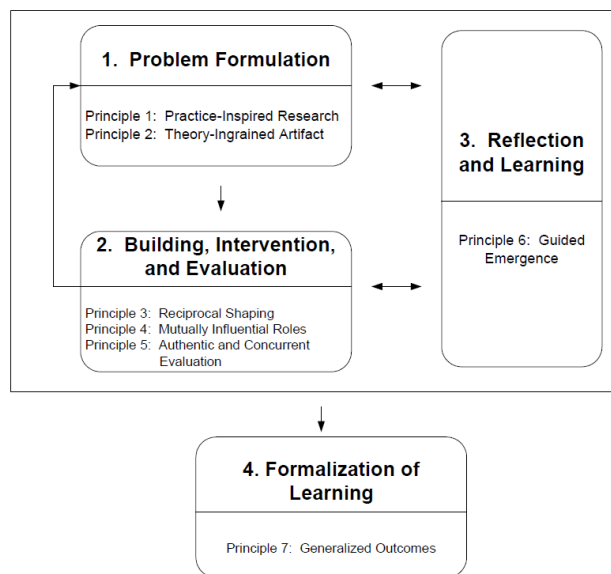 1. Problem Formulation
Principle 1: Practice-Inspired Research
Principle 2: Theory-Ingrained Artifact
2. Building, Intervention,
and Evaluation
Principle 3: Reciprocal Shaping
Principle 4: Mutually Influential Roles
Principle 5: Authentic and Concurrent
Evaluation
3. Reflection
and Learning
Principle 6: Guided
Emergence
4. Formalization of
Learning
Principle 7: Generalized Outcomes